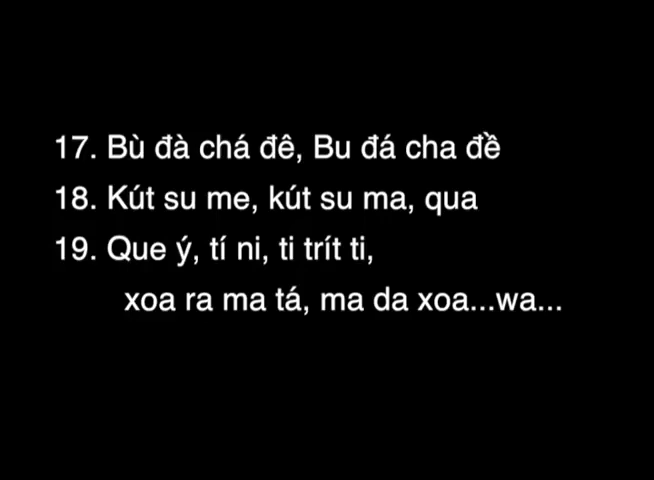 17. Bù đà chá đê, Bu đá cha đề
18. Kút su me, kút su ma, qua
19. Que ý, tí ni, ti trít ti,
xoa ra ma tá, ma da xoa...wa...